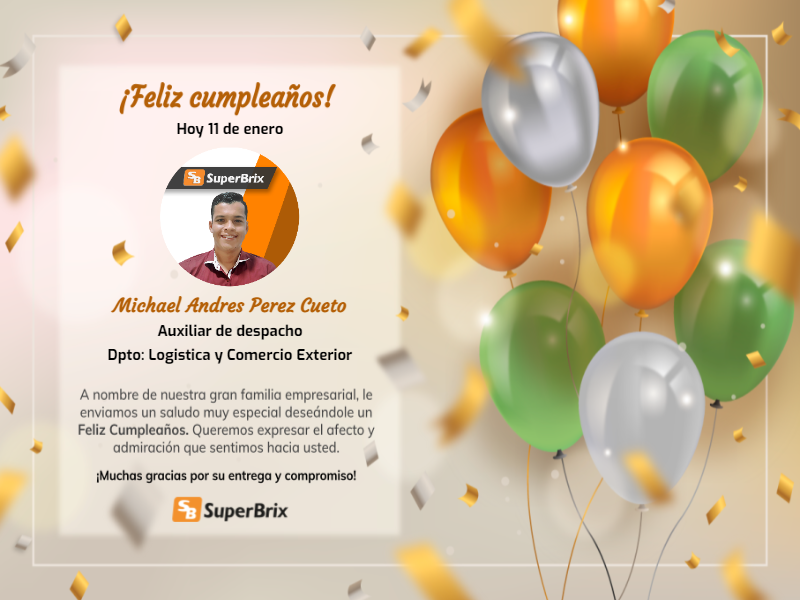 ¡Feliz cumpleaños!
Hoy 11 de enero
SB SuperBrix
Michael Andres Perez Cueto
Auxiliar de despacho
Dpto: Logistica y Comercio Exterior
A nombre de nuestra gran familia empresarial, le
enviamos un saludo muy especial deseándole un
Feliz Cumpleaños. Queremos expresar el afecto y
admiración que sentimos hacia usted.
¡Muchas gracias por su entrega y compromiso!
SB SuperBrix